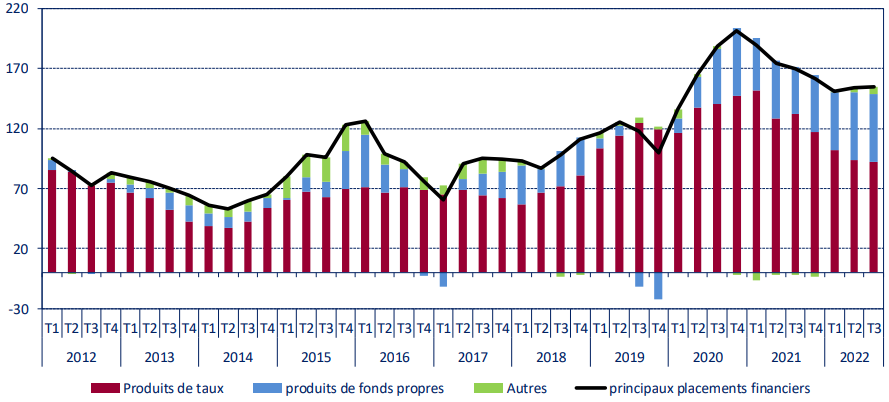 220
170
120
70
20
-30
T1 T2 T3 T4 T1 T2 T3 T4 T1 T2 T3 T4 T1 T2 T3 T4 T1 T2 T3 T4 T1 T2 T3 T4 T1 T2 T3 T4 T1 T2 T3 T4 T1 T2 T3 T4 T1 T2 T3 T4 T1 T2 T3
2012 2013 2014 2015 2016 2017 2018 2019 2020 2021 2022
Produits de taux produits de fonds propres Autres principaux placements financiers